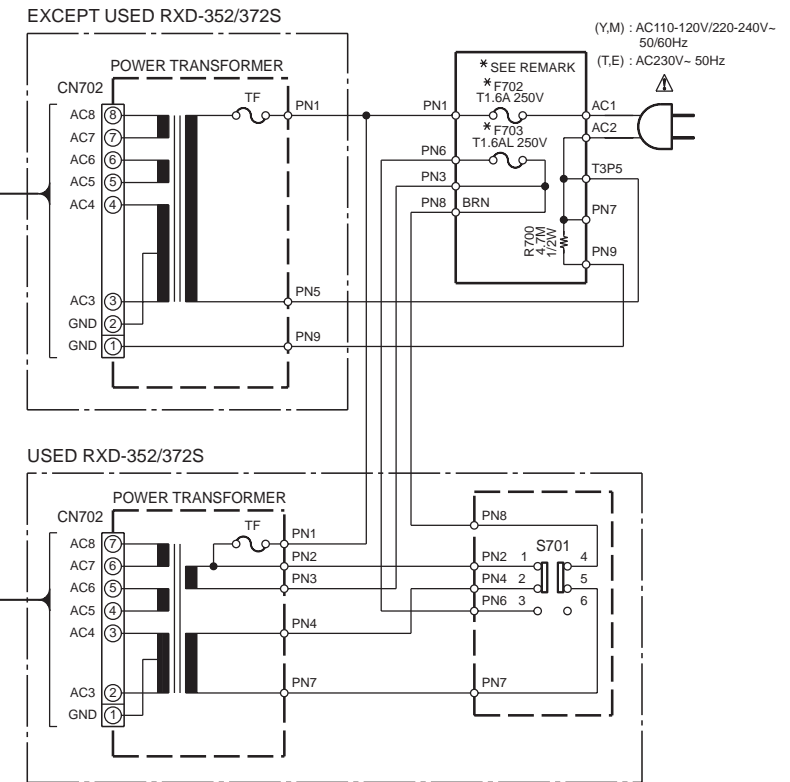 EXCEPT USED RXD-352/372S
(Y,M) : AC110-120V/220-240V~
50/60Hz
(T,E) : AC230V~ 50Hz
POWER TRANSFORMER
CN702
TF
AC8 8
AC7 7
AC6 6
AC5 5
AC4 4
AC3 3
GND 2
GND 1
PN1
PN5
PN9
* SEE REMARK
* F702
T1.6A 250V
* F703
T1.6AL 250V
PN1
PN6
PN3
PN8 BRN
AC1
AC2
T3P5
PN7
PN9
R700
4.7M
1/2W
USED RXD-352/372S
POWER TRANSFORMER
CN702
TF
AC8 7
AC7 6
AC6 5
AC5 4
AC4 3
AC3 2
GND 1
PN1
PN2
PN3
PN4
PN7
PN8
S701
PN2 1 4
PN4 2 5
PN6 3 6
PN7